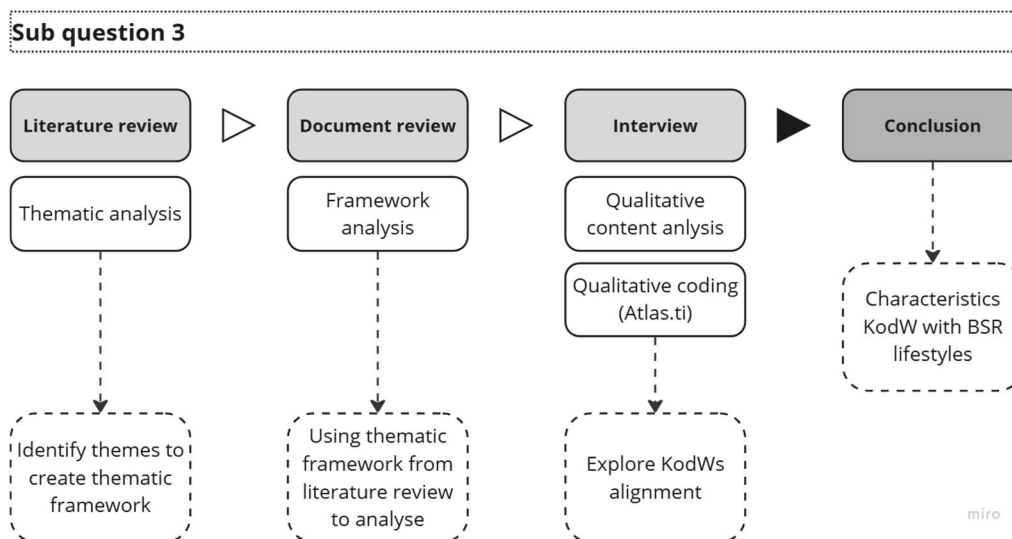 Sub question 3
Literature review
Document review
Interview
Conclusion
Thematic analysis
Framework
analysis
Qualitative
content anlysis
Qualitative coding
(Atlas.ti)
Characteristics
KodW with BSR
lifestyles
Identify themes to
create thematic
framework
Using thematic
framework from
literature review
to analyse
Explore KodWs
alignment
miro